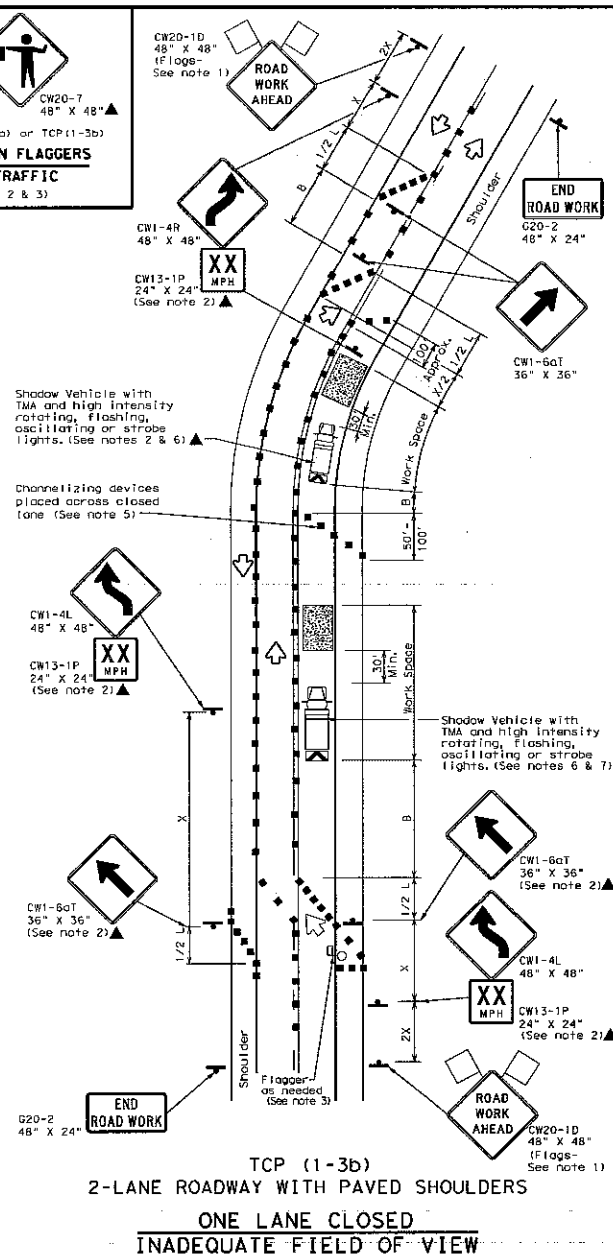 CW20-7
48" X 48"▲
a) or TCP(1-3b)
N FLAGGERS
TRAFFIC
2 & 3)
CW20-1D
48" X 48"
(Flags-
See note 1)
ROAD
WORK
AHEAD
2X
X
1/2 L
B
Shoulder
END
ROAD WORK
G20-2
48" X 24"
CW1-4R
48" X 48"
XX
MPH
CW13-1P
24" X 24"
(See note 2)▲
CW1-6aT
36" X 36"
100'
Approx.
1/2 L
X/2
30'
Min.
Work Space
B
50'-
100'
Shadow Vehicle with
TMA and high intensity
rotating, flashing,
oscillating or strobe
lights. (See notes 2 & 6)▲
Channelizing devices
placed across closed
lane (See note 5)
CW1-4L
48" X 48"
XX
MPH
CW13-1P
24" X 24"
(See note 2)▲
30'
Min.
Work Space
Shadow Vehicle with
TMA and high intensity
rotating, flashing,
oscillating or strobe
lights. (See notes 6 & 7)
X
B
CW1-6aT
36" X 36"
(See note 2)▲
1/2 L
1/2 L
CW1-6aT
36" X 36"
(See note 2)▲
X
CW1-4L
48" X 48"
XX
MPH
CW13-1P
24" X 24"
(See note 2)▲
2X
Shoulder
Flagger
as needed
(See note 3)
END
ROAD WORK
G20-2
48" X 24"
ROAD
WORK
AHEAD
CW20-1D
48" X 48"
(Flags-
See note 1)
TCP (1-3b)
2-LANE ROADWAY WITH PAVED SHOULDERS
ONE LANE CLOSED
INADEQUATE FIELD OF VIEW